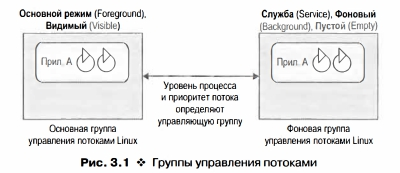 Основной режим (Foreground),
Видимый (Visible)
Прил. А
Основная группа
управления потоками Linux
Уровень процесса
и приоритет потока
определяют
управляющую группу
Служба (Service), Фоновый
(Background), Пустой (Empty)
Прил. А
Фоновая группа
управления потоками Linux
Рис. 3.1 ❖ Группы управления потоками